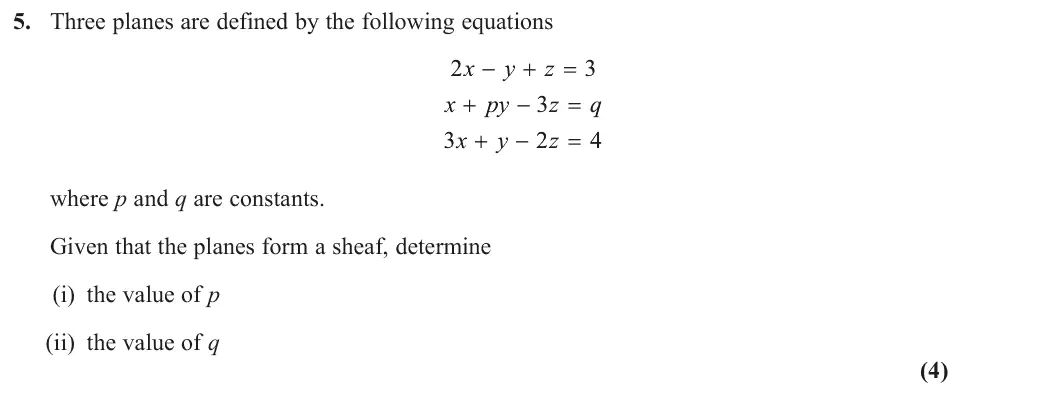 5. Three planes are defined by the following equations
2x − y + z = 3
x + py − 3z = q
3x + y − 2z = 4
where p and q are constants.
Given that the planes form a sheaf, determine
(i) the value of p
(ii) the value of q
(4)